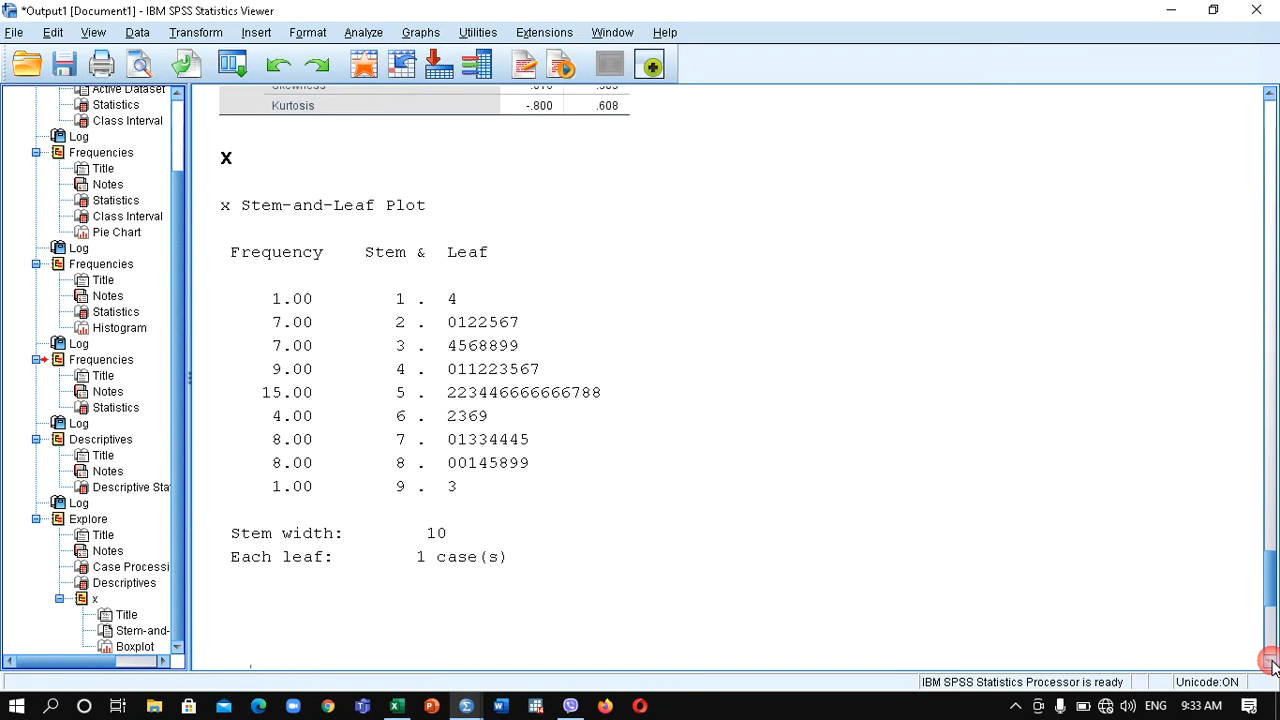 *Output1 [Document1] - IBM SPSS Statistics Viewer
File Edit View Data Transform Insert Format Analyze Graphs Utilities Extensions Window Help
Active Dataset
Statistics
Class Interval
Log
Frequencies
Title
Notes
Statistics
Class Interval
Pie Chart
Log
Frequencies
Title
Notes
Statistics
Histogram
Log
Frequencies
Title
Notes
Statistics
Log
Descriptives
Title
Notes
Descriptive Sta
Log
Explore
Title
Notes
Case Processi
Descriptives
x
Title
Stem-and-
Boxplot
Skewness
Kurtosis -.800 .608
X
x Stem-and-Leaf Plot
Frequency Stem & Leaf
1.00 1 . 4
7.00 2 . 0122567
7.00 3 . 4568899
9.00 4 . 011223567
15.00 5 . 223446666666788
4.00 6 . 2369
8.00 7 . 01334445
8.00 8 . 00145899
1.00 9 . 3
Stem width: 10
Each leaf: 1 case(s)
IBM SPSS Statistics Processor is ready Unicode:ON
ENG 9:33 AM